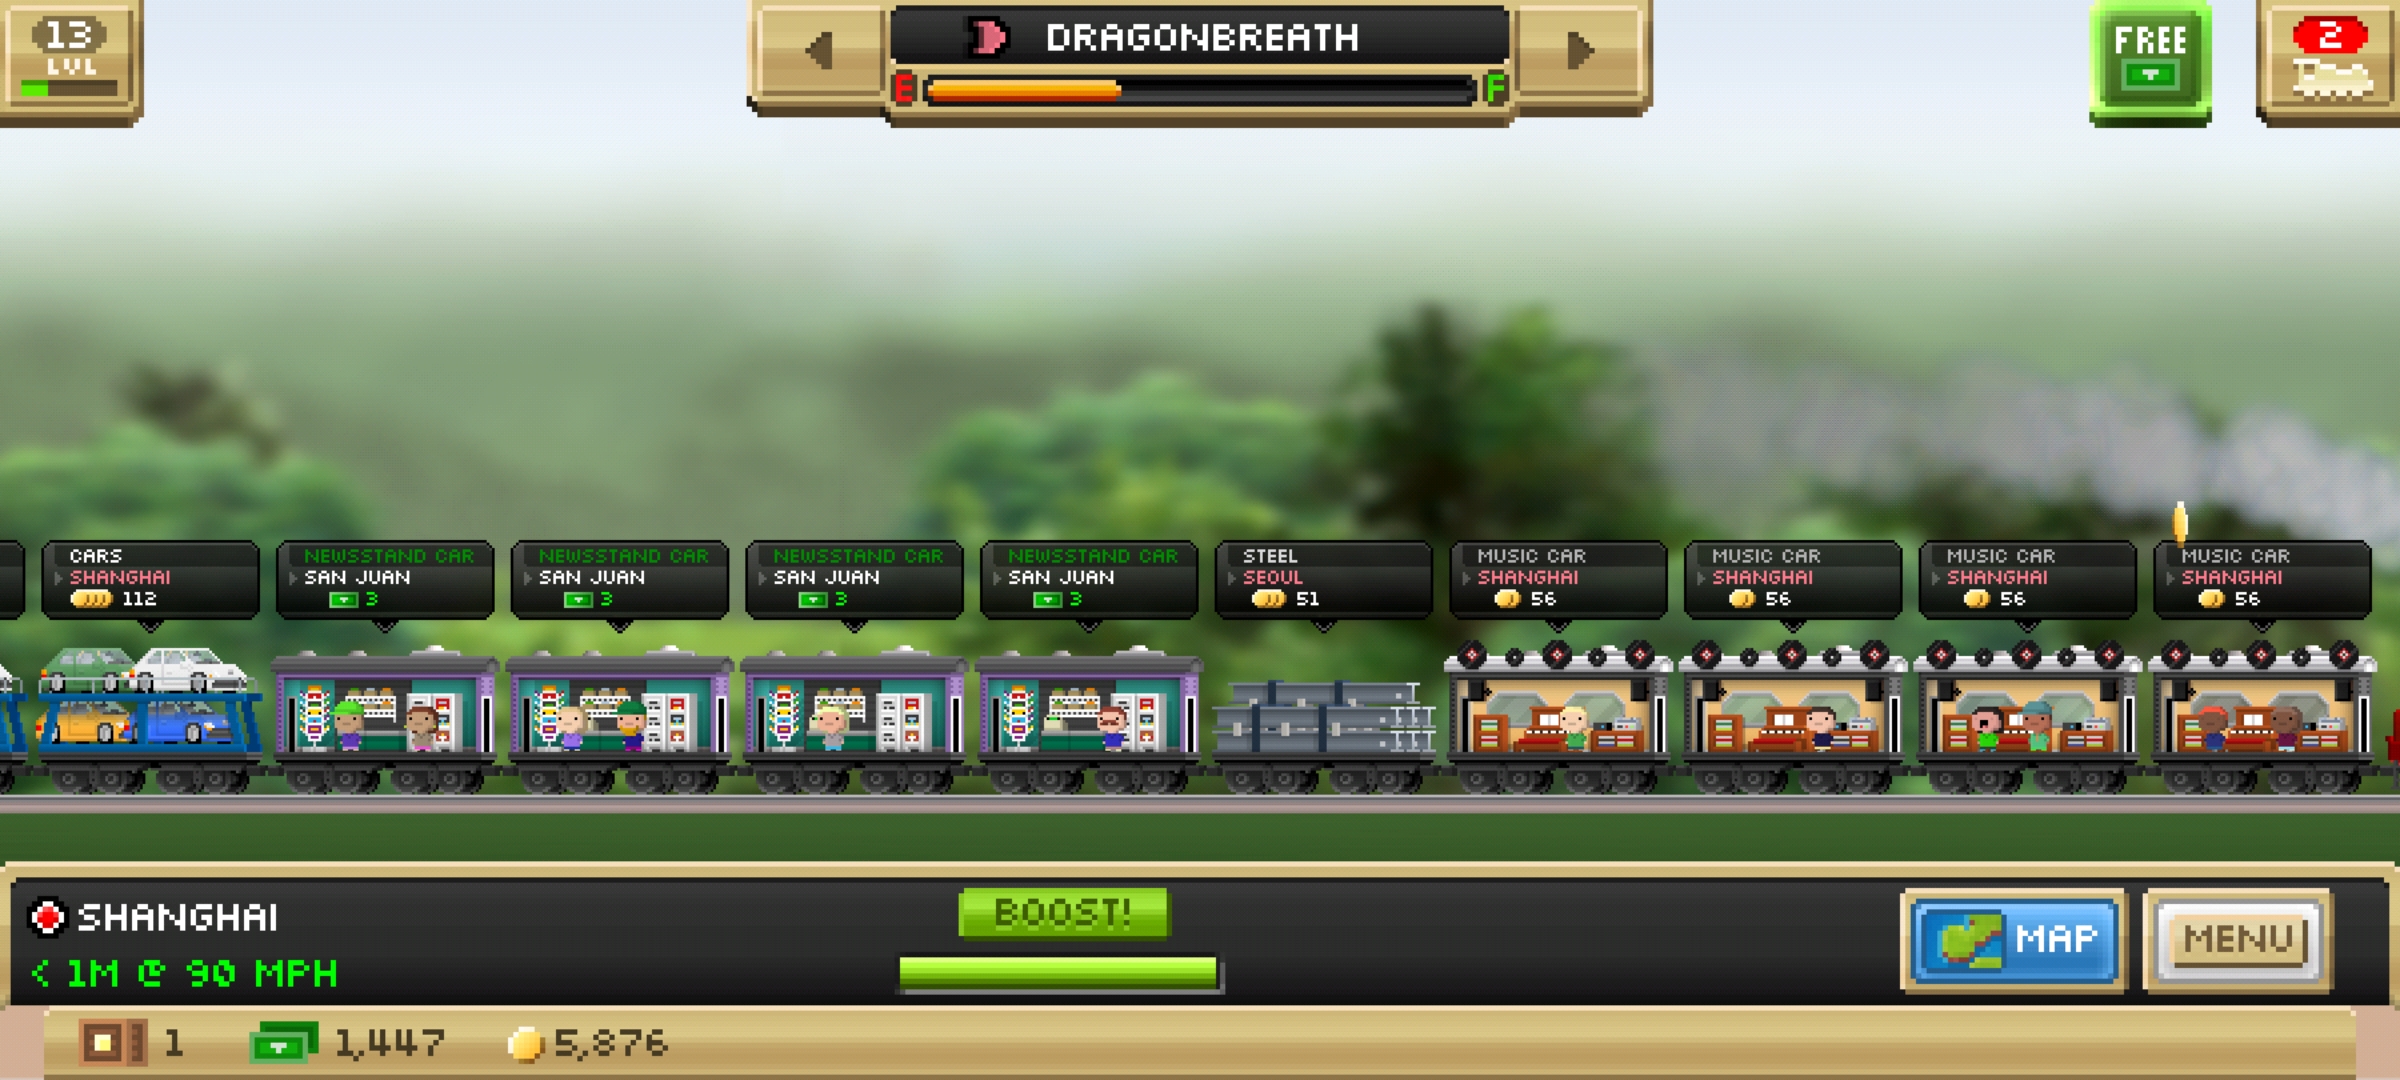 13
LVL
DRAGONBREATH
E
F
FREE
2
CARS
SHANGHAI
112
NEWSSTAND CAR
SAN JUAN
3
NEWSSTAND CAR
SAN JUAN
3
NEWSSTAND CAR
SAN JUAN
3
NEWSSTAND CAR
SAN JUAN
3
STEEL
SEOUL
51
MUSIC CAR
SHANGHAI
56
MUSIC CAR
SHANGHAI
56
MUSIC CAR
SHANGHAI
56
MUSIC CAR
SHANGHAI
56
SHANGHAI
< 1M @ 90 MPH
BOOST!
MAP
MENU
1
1,447
5,876